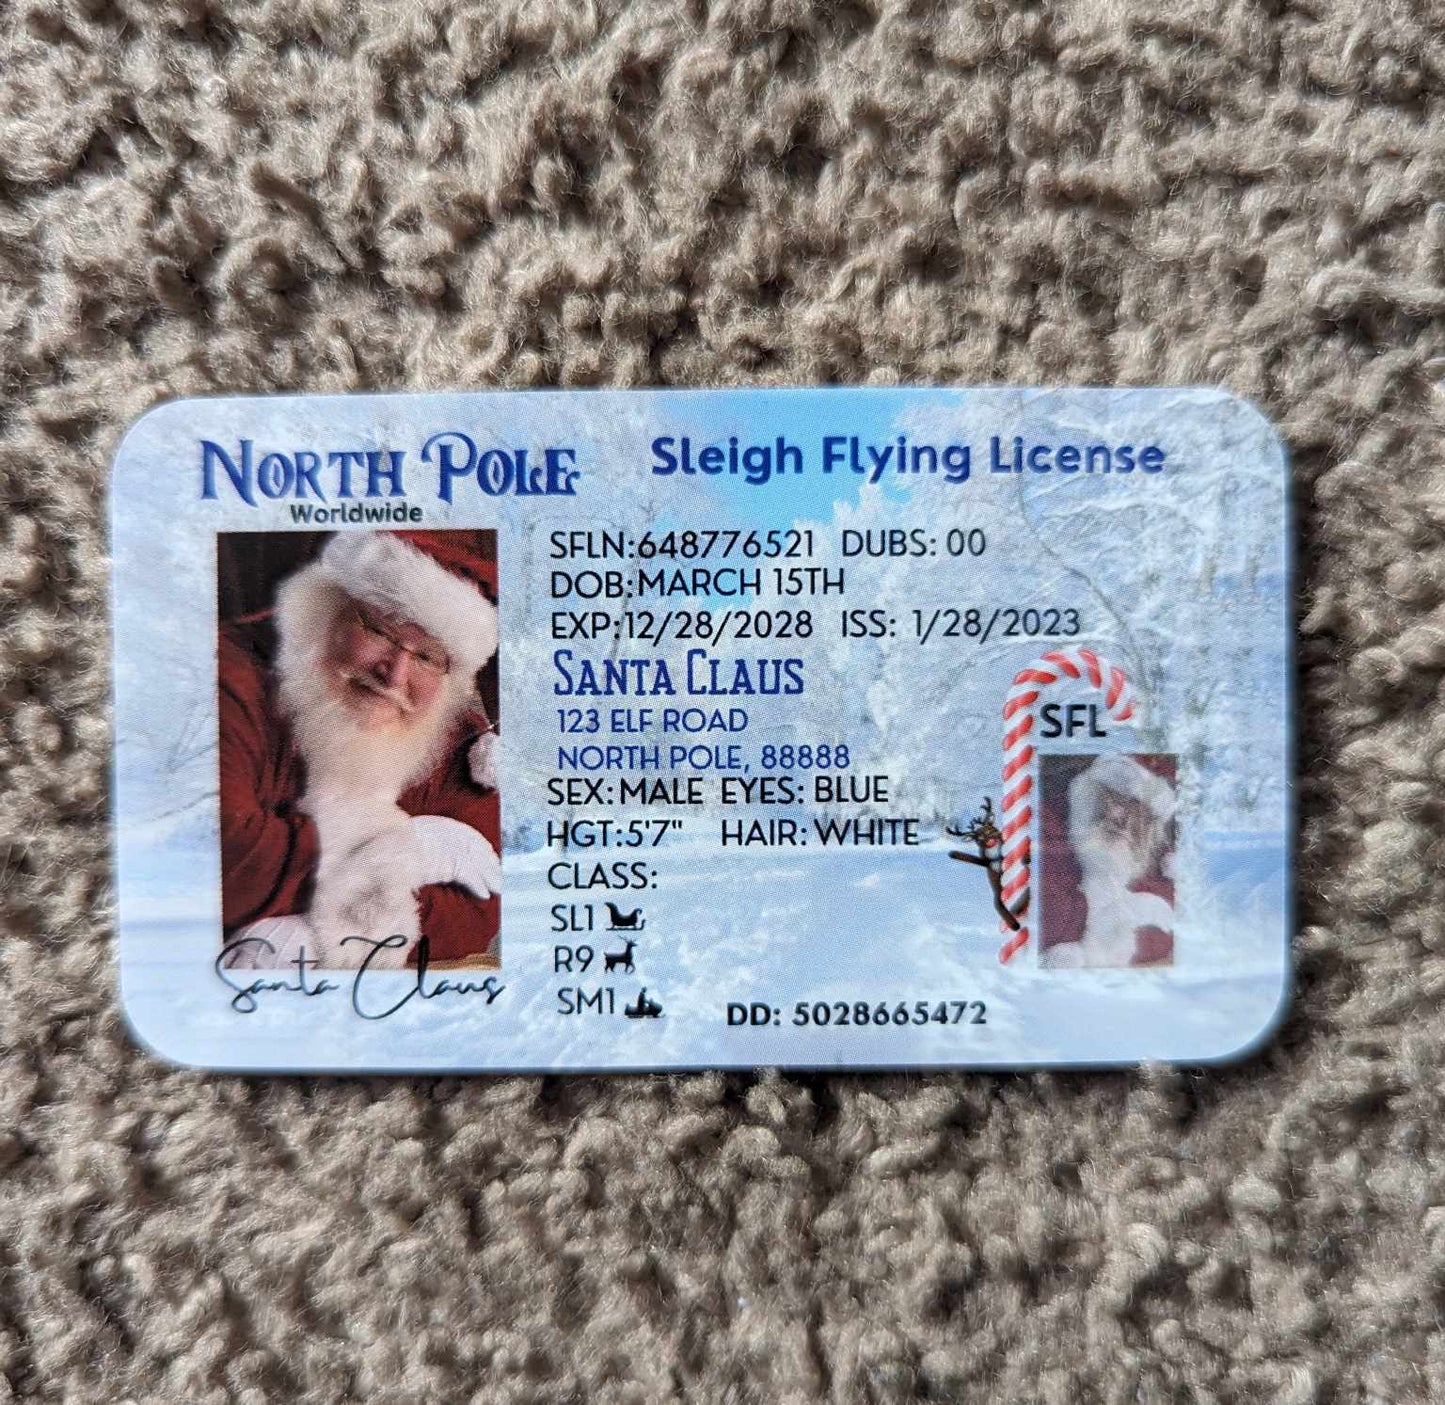 NORTH POLE
Worldwide
Sleigh Flying License
SFLN:648776521 DUBS: 00
DOB:MARCH 15TH
EXP:12/28/2028 ISS: 1/28/2023
SANTA CLAUS
123 ELF ROAD
NORTH POLE, 88888
SEX:MALE EYES: BLUE
HGT:5'7" HAIR: WHITE
CLASS:
SL1
R9
SM1
DD: 5028665472
SFL
Santa Claus